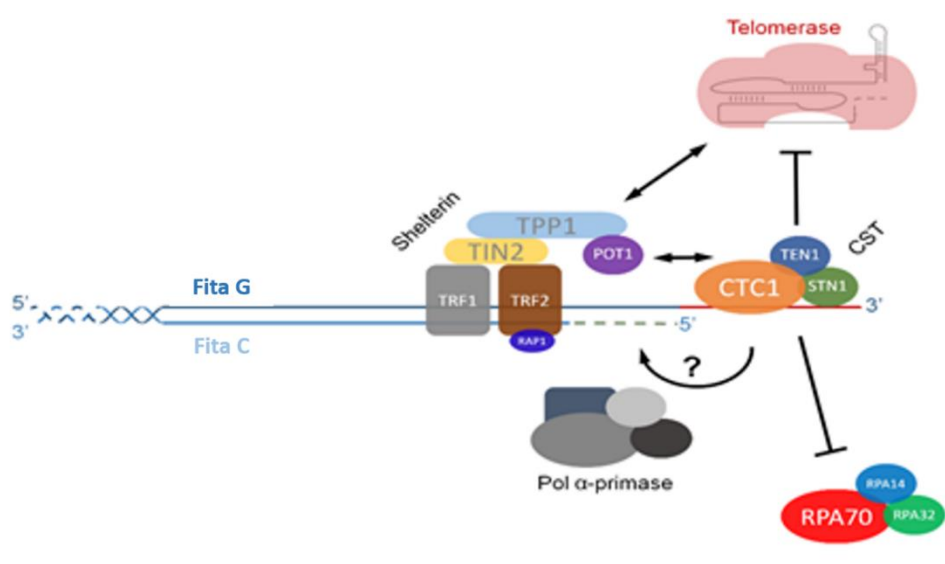 Telomerase
Shelterin
TPP1
TIN2
POT1
TEN1
CST
CTC1
STN1
Fita G
TRF1
TRF2
5'
3'
3'
5'
Fita C
RAP1
?
Pol α-primase
RPA14
RPA70
RPA32